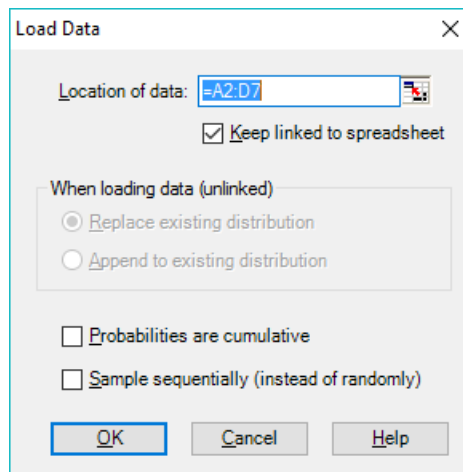 Load Data
Location of data: =A2:D7
Keep linked to spreadsheet
When loading data (unlinked)
Replace existing distribution
Append to existing distribution
Probabilities are cumulative
Sample sequentially (instead of randomly)
OK Cancel Help